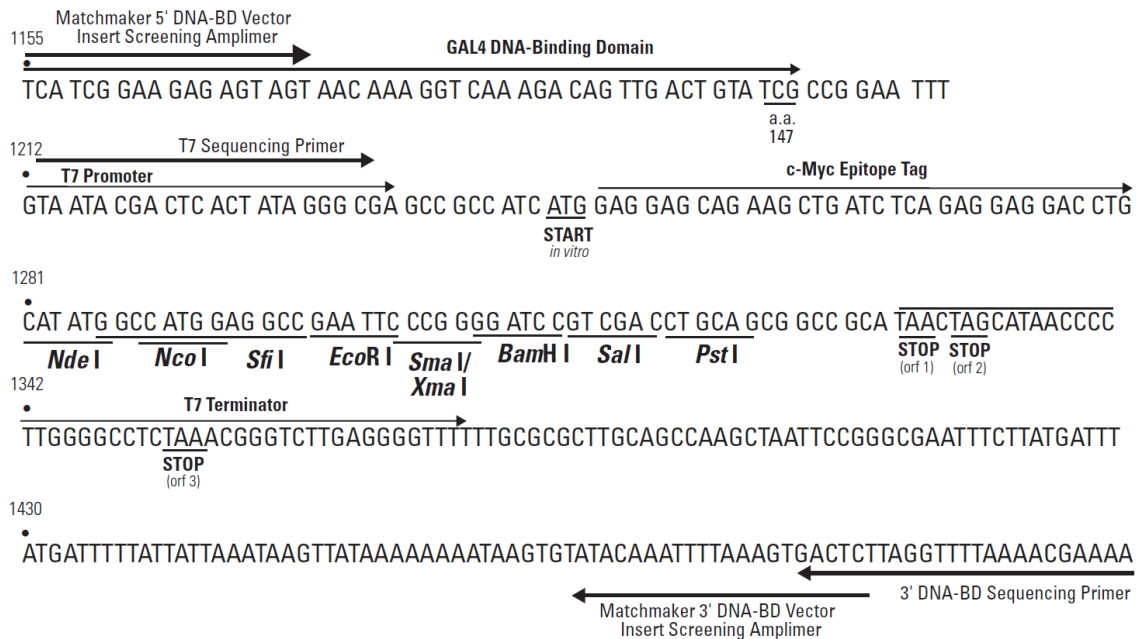 Matchmaker 5' DNA-BD Vector
Insert Screening Amplimer
1155
GAL4 DNA-Binding Domain
TCA TCG GAA GAG AGT AGT AAC AAA GGT CAA AGA CAG TTG ACT GTA TCG CCG GAA TTT
a.a.
147
1212
T7 Sequencing Primer
T7 Promoter
c-Myc Epitope Tag
GTA ATA CGA CTC ACT ATA GGG CGA GCC GCC ATC ATG GAG GAG CAG AAG CTG ATC TCA GAG GAG GAC CTG
START
in vitro
1281
CAT ATG GCC ATG GAG GCC GAA TTC CCG GGG ATC CGT CGA CCT GCA GCG GCC GCA TAACTAGCATAACCCC
Nde I Nco I Sfi I EcoR I Sma I/ BamH I Sal I Pst I STOP STOP
Xma I (orf 1) (orf 2)
1342
T7 Terminator
TTGGGGCCTCTAAACGGGTCTTGAGGGGTTTTTTGCGCGCTTGCAGCCAAGCTAATTCCGGGCGAATTTCTTATGATTT
STOP
(orf 3)
1430
ATGATTTTTATTATTAAATAAGTTATAAAAAAAATAAGTGTATACAAATTTTAAAGTGACTCTTAGGTTTTAAAACGAAAA
3' DNA-BD Sequencing Primer
Matchmaker 3' DNA-BD Vector
Insert Screening Amplimer